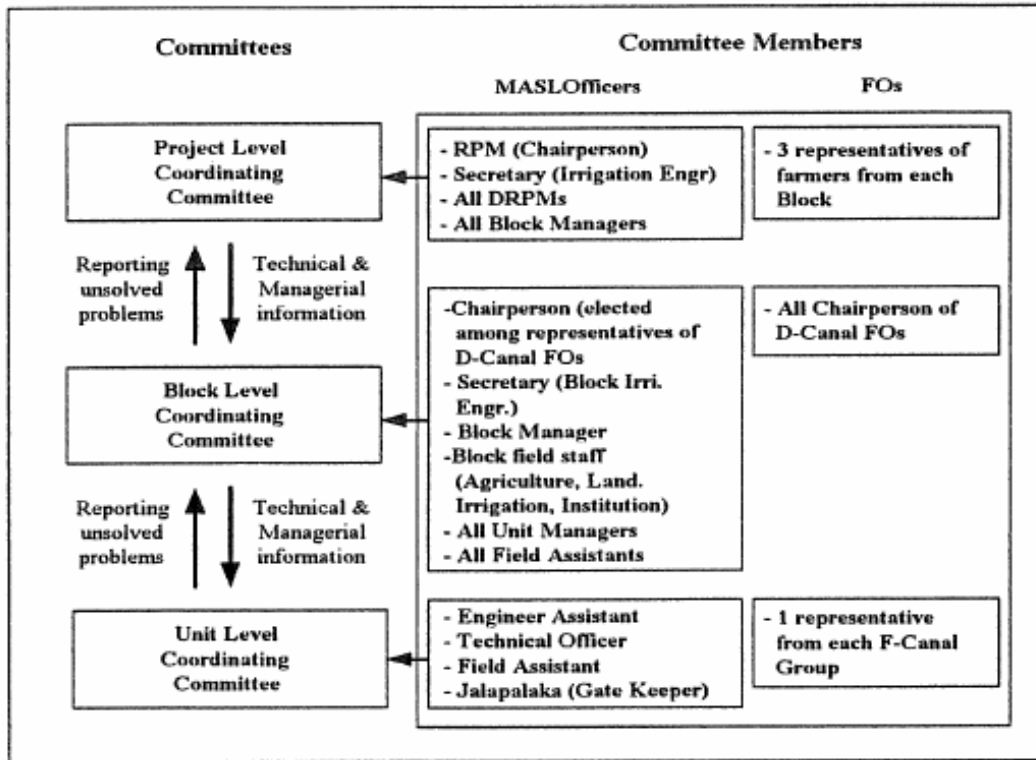 Committees
Committee Members
MASLOfficers
FOs
Project Level
Coordinating
Committee
- RPM (Chairperson)
- Secretary (Irrigation Engr)
- All DRPMs
- All Block Managers
- 3 representatives of
farmers from each
Block
Reporting
unsolved
problems
Technical &
Managerial
information
Block Level
Coordinating
Committee
-Chairperson (elected
among representatives of
D-Canal FOs
- Secretary (Block Irri.
Engr.)
- Block Manager
-Block field staff
(Agriculture, Land.
Irrigation, Institution)
- All Unit Managers
- All Field Assistants
- All Chairperson of
D-Canal FOs
Reporting
unsolved
problems
Technical &
Managerial
information
Unit Level
Coordinating
Committee
- Engineer Assistant
- Technical Officer
- Field Assistant
- Jalapalaka (Gate Keeper)
- 1 representative
from each F-Canal
Group